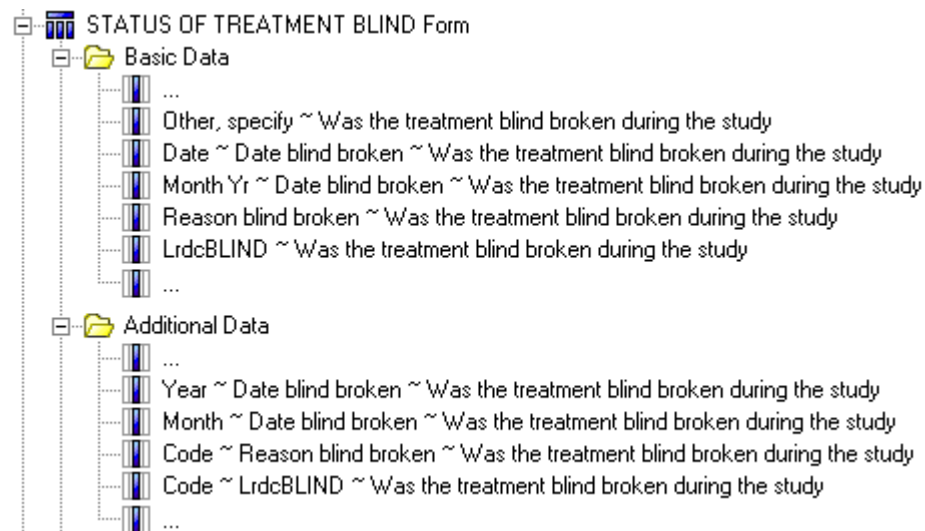 STATUS OF TREATMENT BLIND Form
Basic Data
...
Other, specify ~ Was the treatment blind broken during the study
Date ~ Date blind broken ~ Was the treatment blind broken during the study
Month Yr ~ Date blind broken ~ Was the treatment blind broken during the study
Reason blind broken ~ Was the treatment blind broken during the study
LrdcBLIND ~ Was the treatment blind broken during the study
...
Additional Data
...
Year ~ Date blind broken ~ Was the treatment blind broken during the study
Month ~ Date blind broken ~ Was the treatment blind broken during the study
Code ~ Reason blind broken ~ Was the treatment blind broken during the study
Code ~ LrdcBLIND ~ Was the treatment blind broken during the study
...